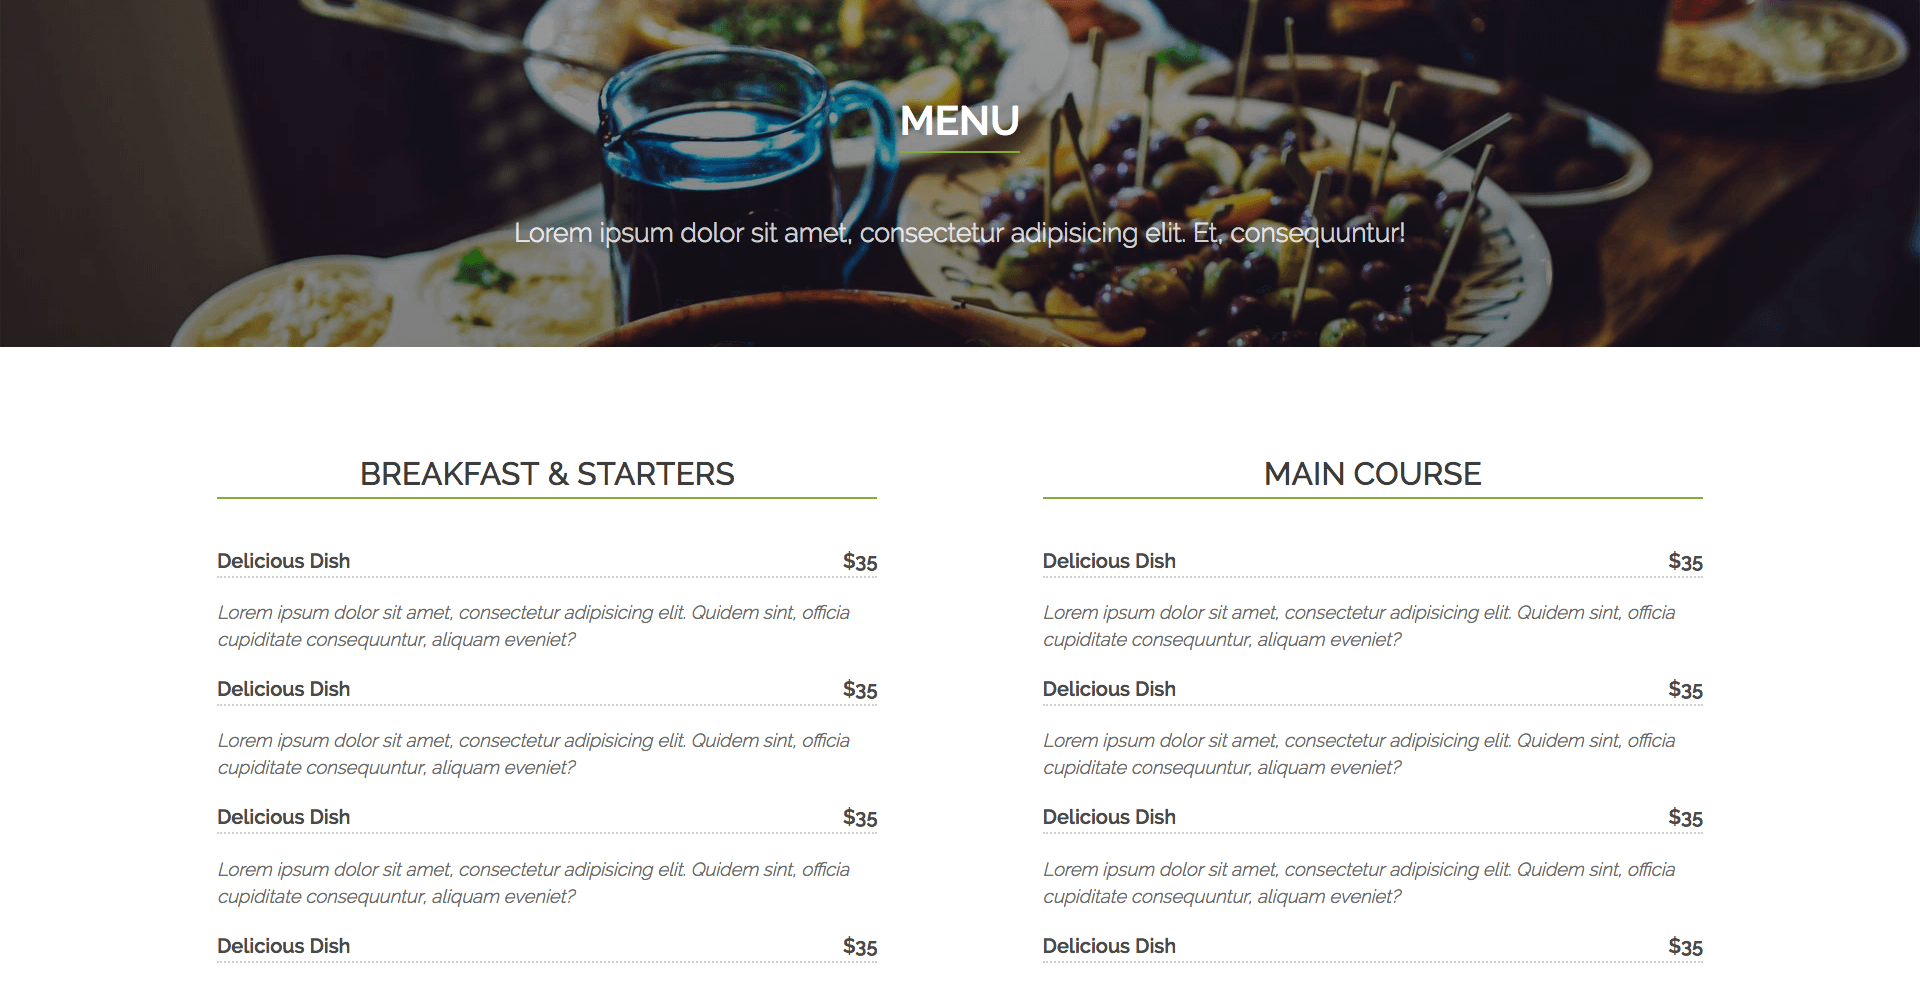 MENU
Lorem ipsum dolor sit amet, consectetur adipisicing elit. Et, consequuntur!
BREAKFAST & STARTERS
Delicious Dish $35
Lorem ipsum dolor sit amet, consectetur adipisicing elit. Quidem sint, officia
cupiditate consequuntur, aliquam eveniet?
Delicious Dish $35
Lorem ipsum dolor sit amet, consectetur adipisicing elit. Quidem sint, officia
cupiditate consequuntur, aliquam eveniet?
Delicious Dish $35
Lorem ipsum dolor sit amet, consectetur adipisicing elit. Quidem sint, officia
cupiditate consequuntur, aliquam eveniet?
Delicious Dish $35
MAIN COURSE
Delicious Dish $35
Lorem ipsum dolor sit amet, consectetur adipisicing elit. Quidem sint, officia
cupiditate consequuntur, aliquam eveniet?
Delicious Dish $35
Lorem ipsum dolor sit amet, consectetur adipisicing elit. Quidem sint, officia
cupiditate consequuntur, aliquam eveniet?
Delicious Dish $35
Lorem ipsum dolor sit amet, consectetur adipisicing elit. Quidem sint, officia
cupiditate consequuntur, aliquam eveniet?
Delicious Dish $35